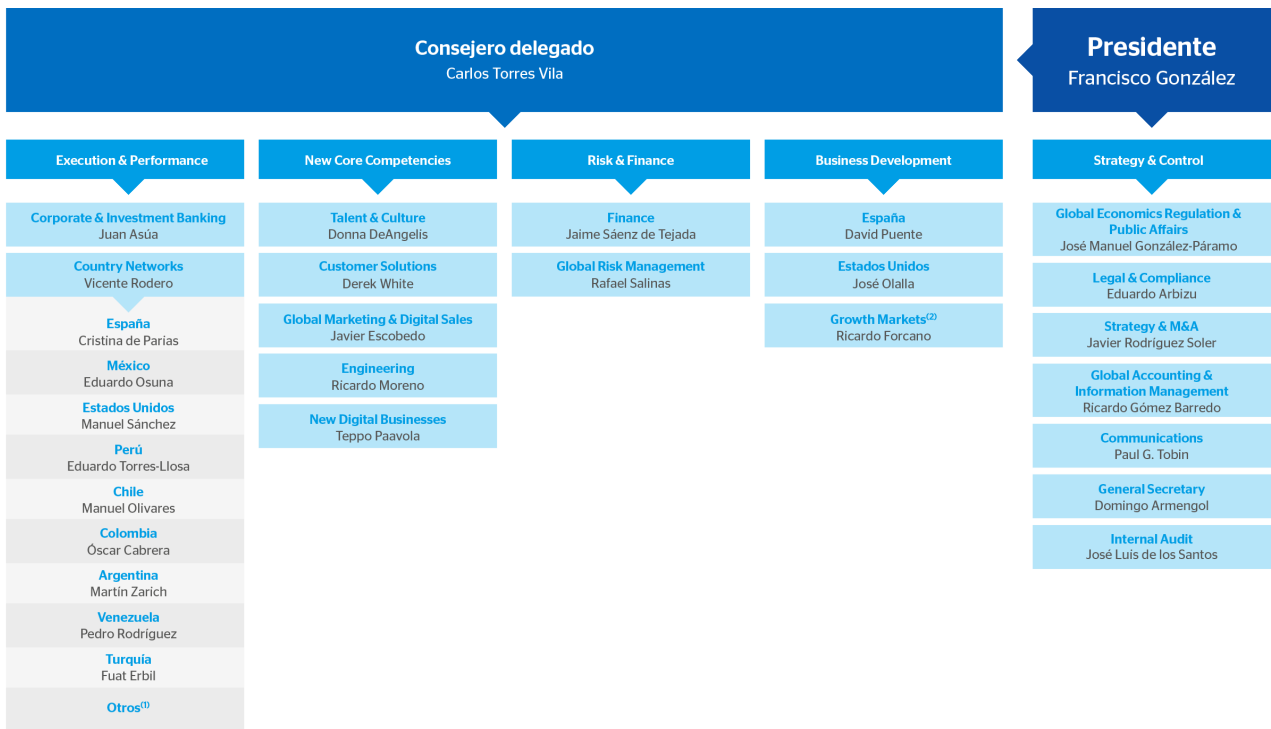 Consejero delegado
Carlos Torres Vila
Presidente
Francisco González
Execution & Performance
Corporate & Investment Banking
Juan Asúa
Country Networks
Vicente Rodero
España
Cristina de Parias
México
Eduardo Osuna
Estados Unidos
Manuel Sánchez
Perú
Eduardo Torres-Llosa
Chile
Manuel Olivares
Colombia
Óscar Cabrera
Argentina
Martín Zarich
Venezuela
Pedro Rodríguez
Turquía
Fuat Erbil
Otros(1)
New Core Competencies
Talent & Culture
Donna DeAngelis
Customer Solutions
Derek White
Global Marketing & Digital Sales
Javier Escobedo
Engineering
Ricardo Moreno
New Digital Businesses
Teppo Paavola
Risk & Finance
Finance
Jaime Sáenz de Tejada
Global Risk Management
Rafael Salinas
Business Development
España
David Puente
Estados Unidos
José Olalla
Growth Markets(2)
Ricardo Forcano
Strategy & Control
Global Economics Regulation &
Public Affairs
José Manuel González-Páramo
Legal & Compliance
Eduardo Arbizu
Strategy & M&A
Javier Rodríguez Soler
Global Accounting &
Information Management
Ricardo Gómez Barredo
Communications
Paul G. Tobin
General Secretary
Domingo Armengol
Internal Audit
José Luis de los Santos